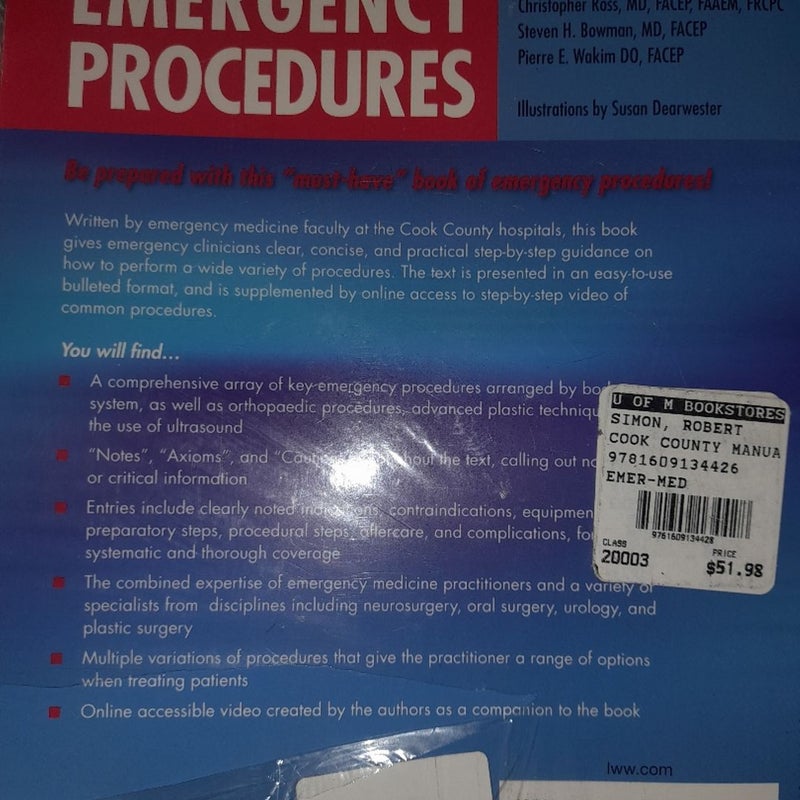 EMERGENCY
PROCEDURES
Christopher Ross, MD, FACEP, FAAEM, FRCPC
Steven H. Bowman, MD, FACEP
Pierre E. Wakim DO, FACEP
Illustrations by Susan Dearwester
Be prepared with this "must-have" book of emergency procedures!
Written by emergency medicine faculty at the Cook County hospitals, this book
gives emergency clinicians clear, concise, and practical step-by-step guidance on
how to perform a wide variety of procedures. The text is presented in an easy-to-use
bulleted format, and is supplemented by online access to step-by-step video of
common procedures.
You will find...
A comprehensive array of key emergency procedures arranged by
system, as well as orthopaedic procedures, advanced plastic
the use of ultrasound
"Notes", "Axioms", and the text, calling out
or critical information
Entries include clearly noted indications, contraindications,
preparatory steps, procedural steps, aftercare, and complications,
systematic and thorough coverage
The combined expertise of emergency medicine practitioners and a variety of
specialists from disciplines including neurosurgery, oral surgery, urology, and
plastic surgery
Multiple variations of procedures that give the practitioner a range of options
when treating patients
Online accessible video created by the authors as a companion to the book
U OF M BOOKSTORES
SIMON, ROBERT
COOK COUNTY MANUA
9781609134426
EMER-MED
9781609134426
CLASS PRICE
20003 $51.98
lww.com